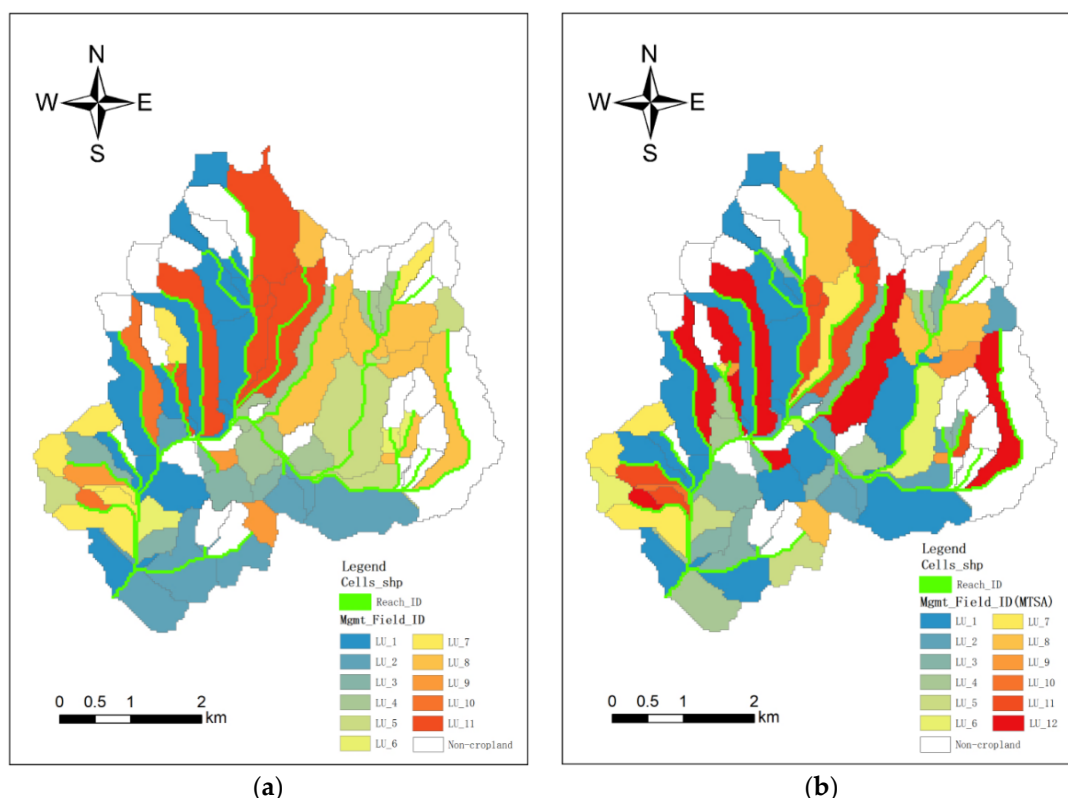 N
W E
S
Legend
Cells_shp
Reach_ID
Mgmt_Field_ID
LU_1 LU_7
LU_2 LU_8
LU_3 LU_9
LU_4 LU_10
LU_5 LU_11
LU_6 Non-cropland
0 0.5 1 2
km
(a)
N
W E
S
Legend
Cells_shp
Reach_ID
Mgmt_Field_ID(MTSA)
LU_1 LU_7
LU_2 LU_8
LU_3 LU_9
LU_4 LU_10
LU_5 LU_11
LU_6 LU_12
Non-cropland
0 0.5 1 2
km
(b)